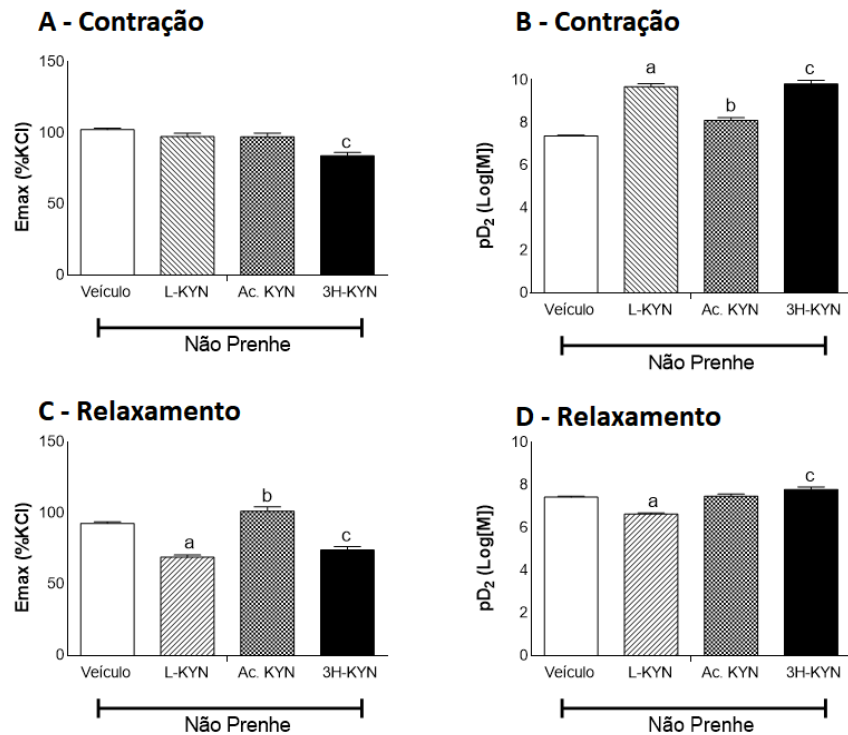 A - Contração
150
100
50
0
Emax (%KCl)
c
Veículo L-KYN Ac. KYN 3H-KYN
Não Prenhe
B - Contração
10
8
6
4
2
0
pD2 (Log[M])
a
b
c
Veículo L-KYN Ac. KYN 3H-KYN
Não Prenhe
C - Relaxamento
150
100
50
0
Emax (%KCl)
a
b
c
Veículo L-KYN Ac. KYN 3H-KYN
Não Prenhe
D - Relaxamento
10
8
6
4
2
0
pD2 (Log[M])
a
c
Veículo L-KYN Ac. KYN 3H-KYN
Não Prenhe